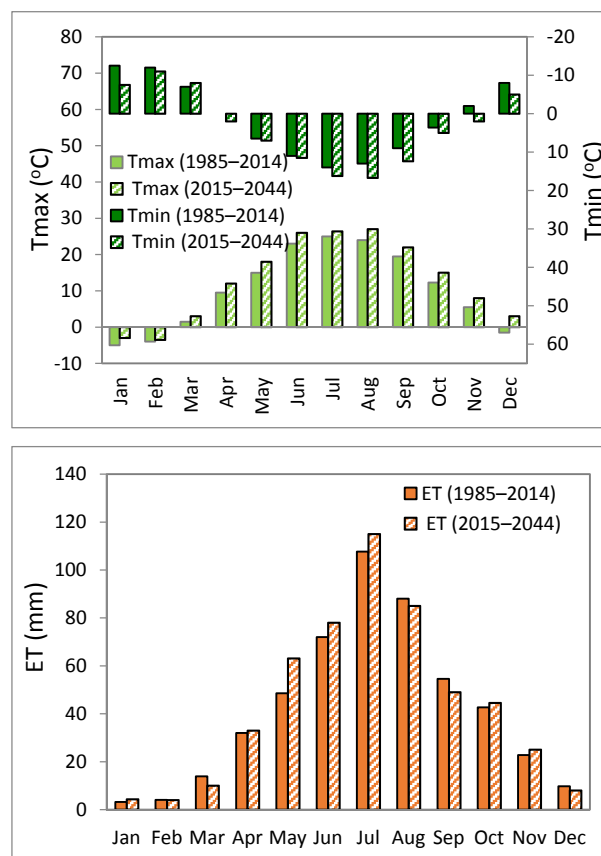 80
70
60
50
40
30
20
10
0
-10
Tmax (°C)
-20
-10
0
10
20
30
40
50
60
Tmin (°C)
Tmax (1985–2014)
Tmax (2015–2044)
Tmin (1985–2014)
Tmin (2015–2044)
Jan Feb Mar Apr May Jun Jul Aug Sep Oct Nov Dec
140
120
100
80
60
40
20
0
ET (mm)
ET (1985–2014)
ET (2015–2044)
Jan Feb Mar Apr May Jun Jul Aug Sep Oct Nov Dec